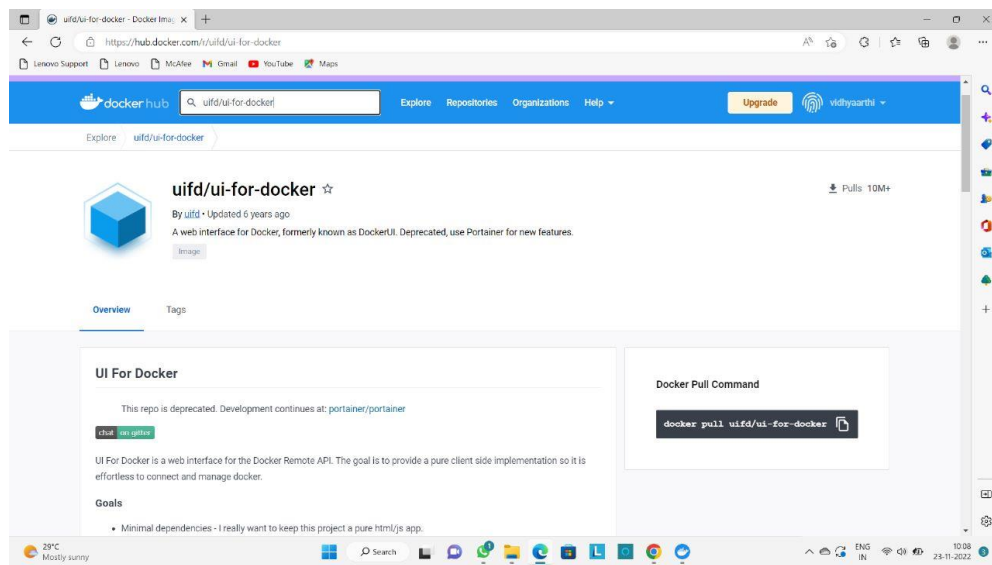 uifd/ui-for-docker - Docker Imag
https://hub.docker.com/r/uifd/ui-for-docker
Lenovo Support Lenovo McAfee Gmail YouTube Maps
docker hub uifd/ui-for-docker Explore Repositories Organizations Help Upgrade vidhyaarthi
Explore uifd/ui-for-docker
uifd/ui-for-docker
Pulls 10M+
By uifd • Updated 6 years ago
A web interface for Docker, formerly known as DockerUI. Deprecated, use Portainer for new features.
Image
Overview Tags
UI For Docker
Docker Pull Command
This repo is deprecated. Development continues at: portainer/portainer
docker pull uifd/ui-for-docker
chat on gitter
UI For Docker is a web interface for the Docker Remote API. The goal is to provide a pure client side implementation so it is
effortless to connect and manage docker.
Goals
• Minimal dependencies - I really want to keep this project a pure html/js app.
29°C
Mostly sunny
Search
ENG
IN
10:08
23-11-2022
3